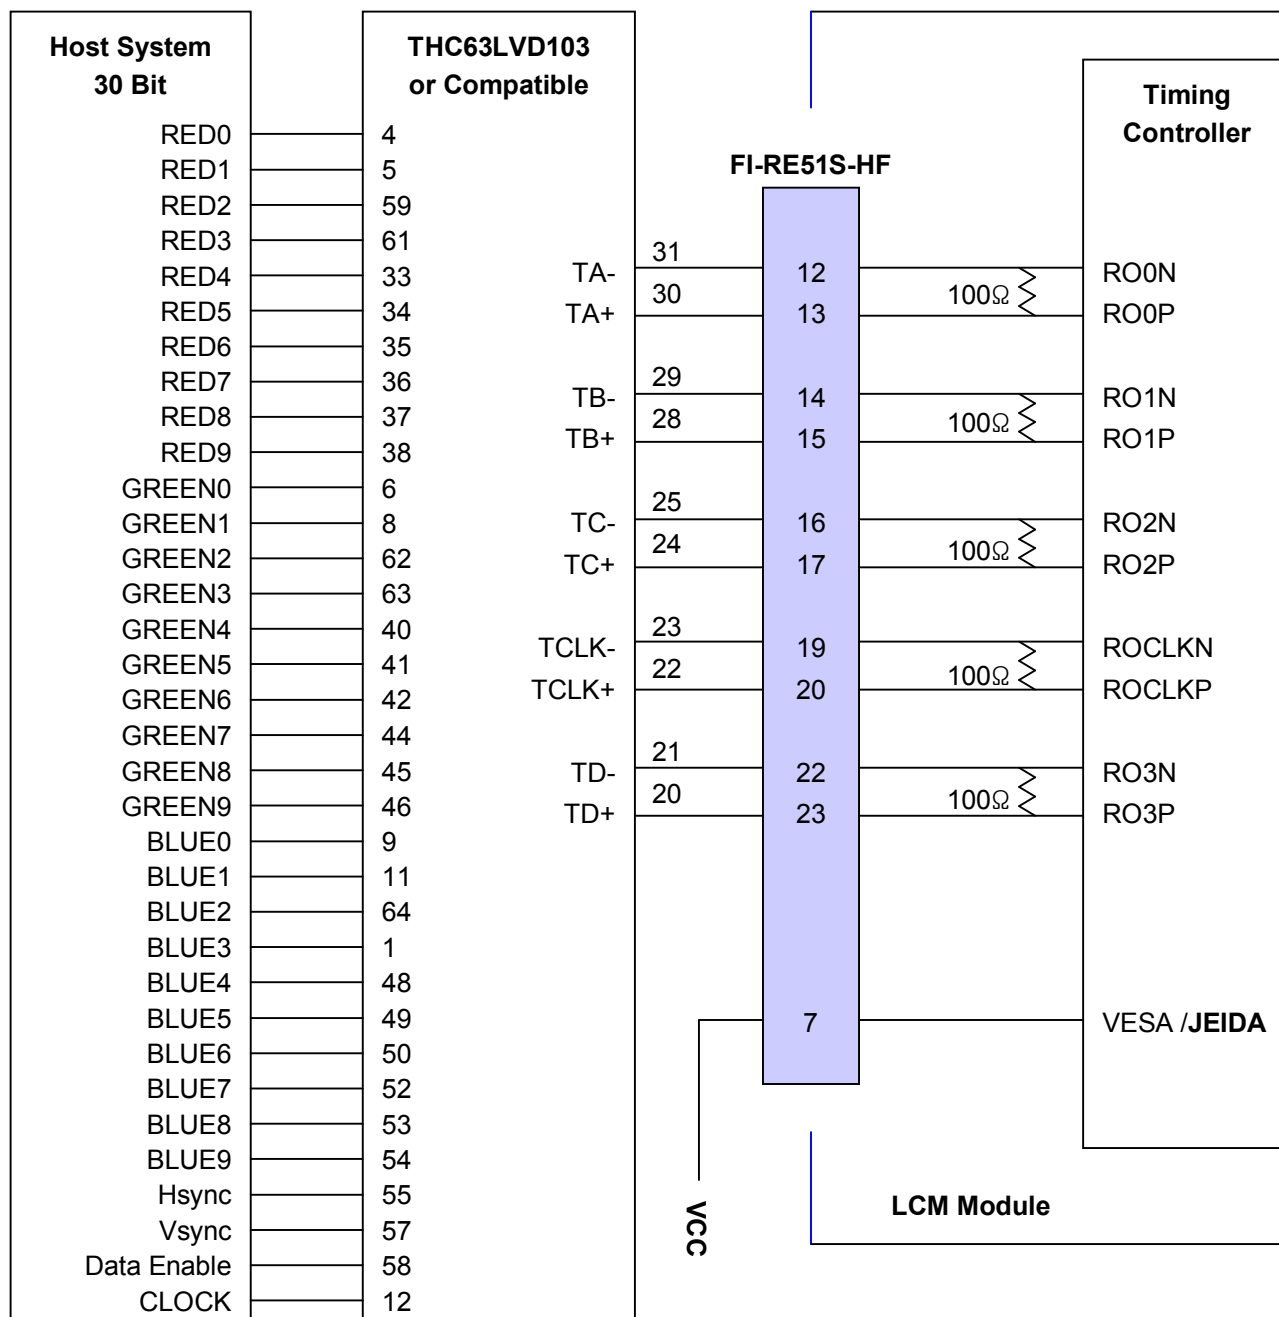 Host System
30 Bit
RED0
RED1
RED2
RED3
RED4
RED5
RED6
RED7
RED8
RED9
GREEN0
GREEN1
GREEN2
GREEN3
GREEN4
GREEN5
GREEN6
GREEN7
GREEN8
GREEN9
BLUE0
BLUE1
BLUE2
BLUE3
BLUE4
BLUE5
BLUE6
BLUE7
BLUE8
BLUE9
Hsync
Vsync
Data Enable
CLOCK
THC63LVD103
or Compatible
4
5
59
61
33
34
35
36
37
38
6
8
62
63
40
41
42
44
45
46
9
11
64
1
48
49
50
52
53
54
55
57
58
12
TA-
TA+
TB-
TB+
TC-
TC+
TCLK-
TCLK+
TD-
TD+
31
30
29
28
25
24
23
22
21
20
FI-RE51S-HF
12
13
14
15
16
17
19
20
22
23
7
VCC
100Ω
100Ω
100Ω
100Ω
100Ω
Timing
Controller
RO0N
RO0P
RO1N
RO1P
RO2N
RO2P
ROCLKN
ROCLKP
RO3N
RO3P
VESA /JEIDA
LCM Module